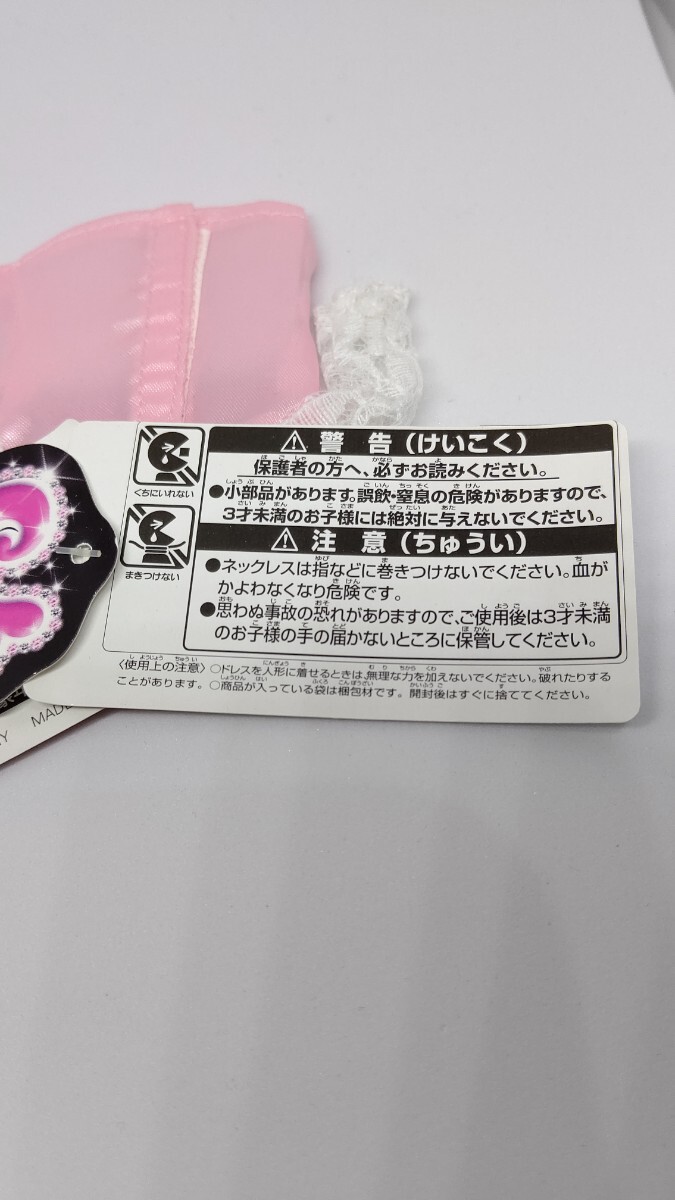 ⚠ 警告(けいこく)
保護者の方へ、必ずお読みください。
くちにいれない
●小部品があります。誤飲・窒息の危険がありますので、
3才未満のお子様には絶対に与えないでください。
⚠ 注意(ちゅうい)
まきつけない
●ネックレスは指などに巻きつけないでください。血が
かよわなくなり危険です。
●思わぬ事故の恐れがありますので、ご使用後は3才未満
のお子様の手の届かないところに保管してください。
〈使用上の注意〉 ○ドレスを人形に着せるときは、無理な力を加えないでください。破れたりする
ことがあります。 ○商品が入っている袋は梱包材です。開封後はすぐに捨ててください。
MADE